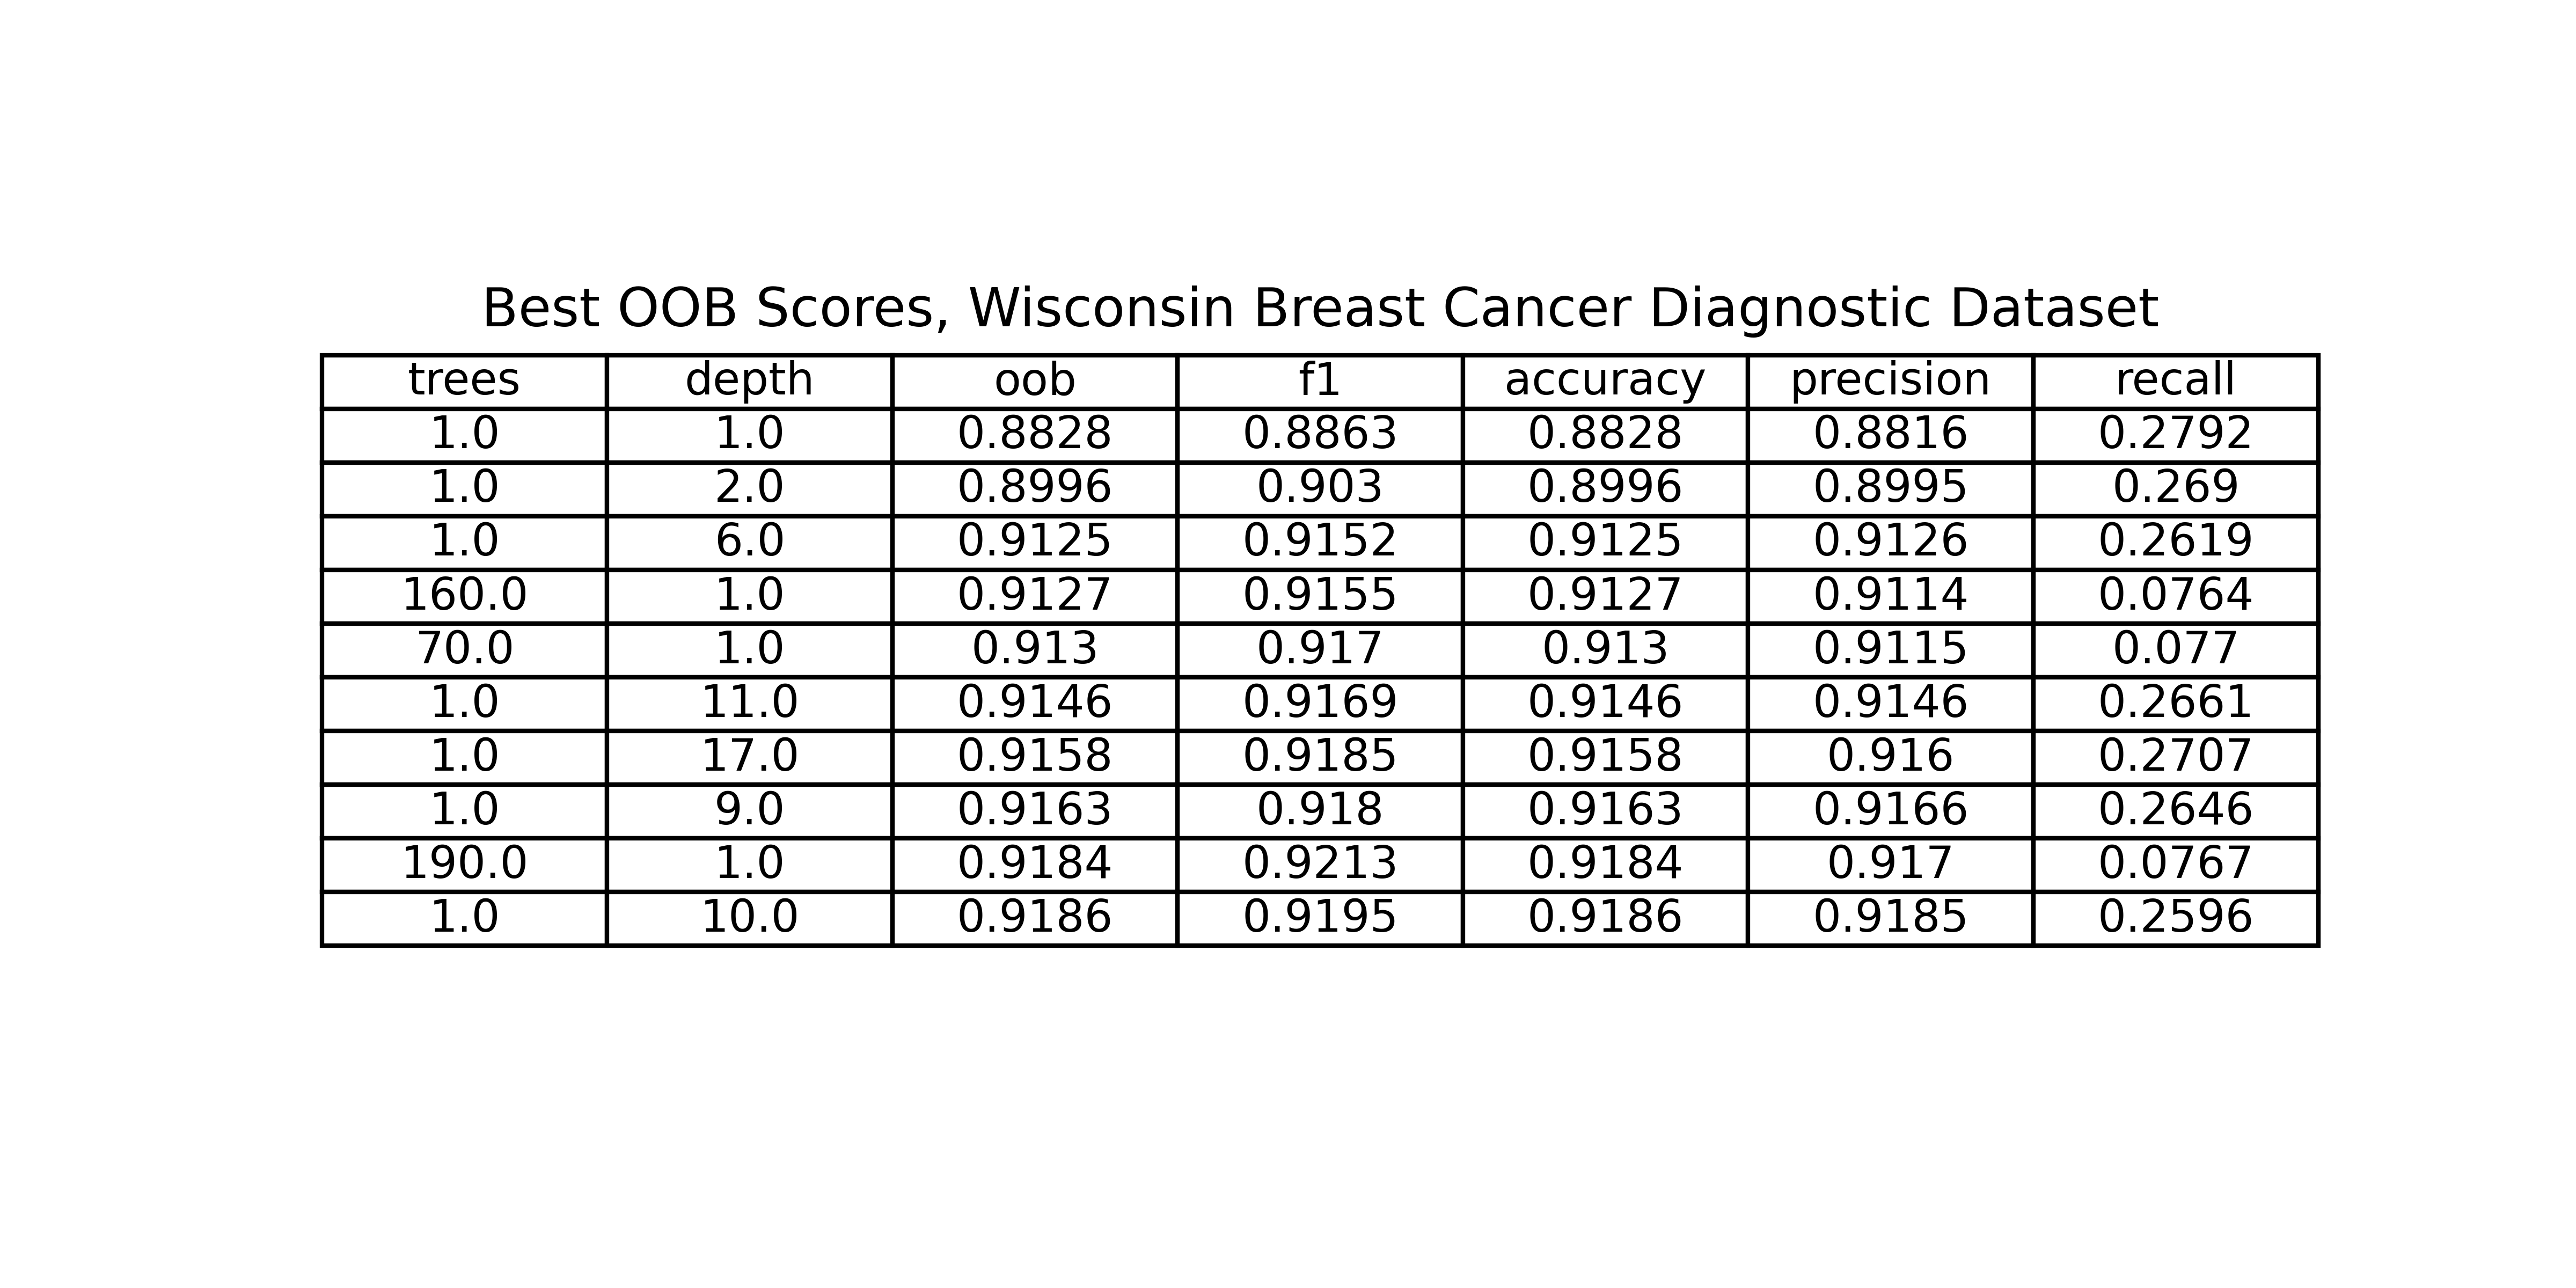 Best OOB Scores, Wisconsin Breast Cancer Diagnostic Dataset
trees depth oob f1 accuracy precision recall
1.0 1.0 0.8828 0.8863 0.8828 0.8816 0.2792
1.0 2.0 0.8996 0.903 0.8996 0.8995 0.269
1.0 6.0 0.9125 0.9152 0.9125 0.9126 0.2619
160.0 1.0 0.9127 0.9155 0.9127 0.9114 0.0764
70.0 1.0 0.913 0.917 0.913 0.9115 0.077
1.0 11.0 0.9146 0.9169 0.9146 0.9146 0.2661
1.0 17.0 0.9158 0.9185 0.9158 0.916 0.2707
1.0 9.0 0.9163 0.918 0.9163 0.9166 0.2646
190.0 1.0 0.9184 0.9213 0.9184 0.917 0.0767
1.0 10.0 0.9186 0.9195 0.9186 0.9185 0.2596